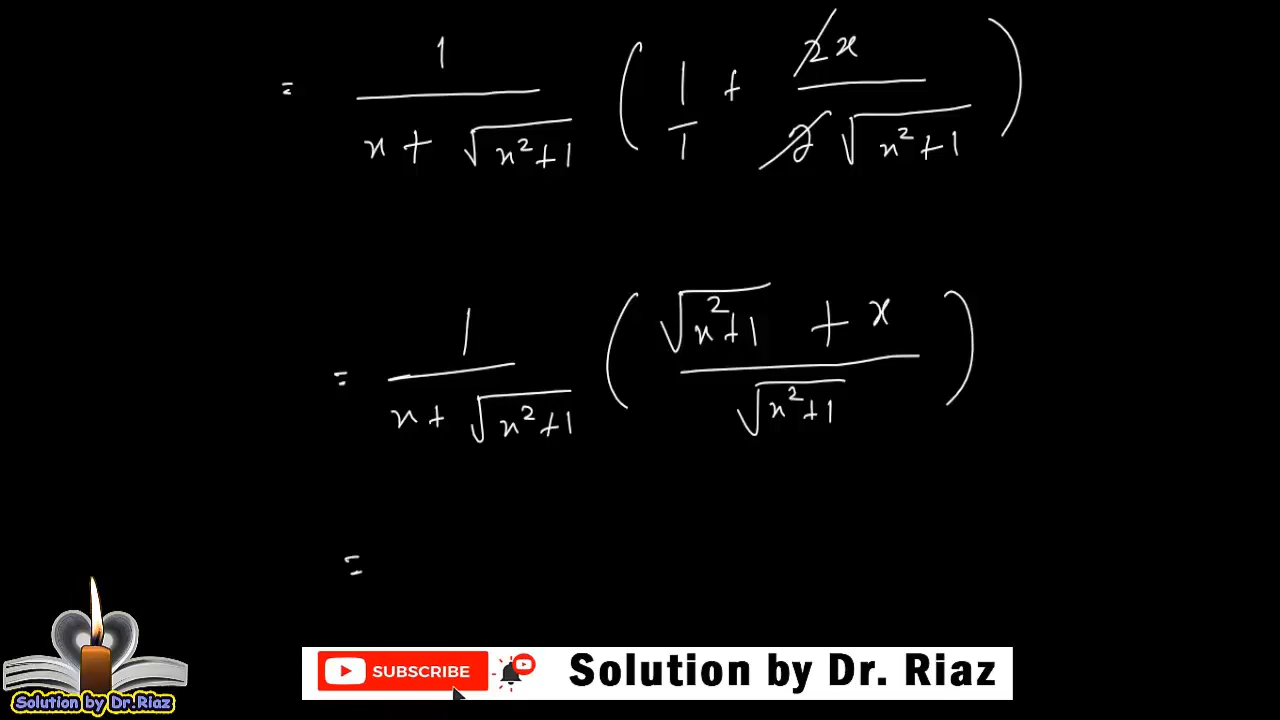 = 1/(x + √(x²+1)) ( 1/1 + 2x/(2√(x²+1)) )
= 1/(x + √(x²+1)) ( (√(x²+1) + x)/√(x²+1) )
=
SUBSCRIBE
Solution by Dr. Riaz
Solution by Dr.Riaz